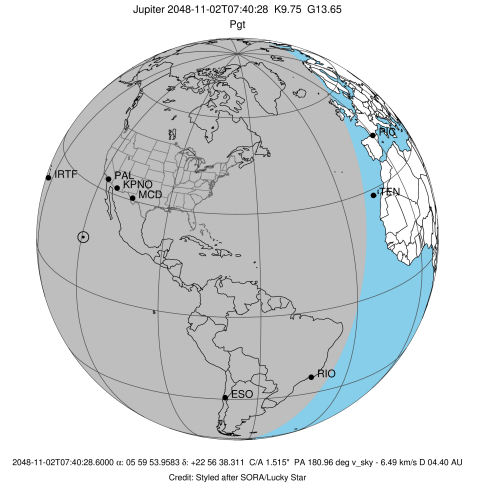 Jupiter 2048-11-02T07:40:28 K9.75 G13.65
Pgt
PIC
IRTF
PAL
KPNO
MCD
TEN
RIO
ESO
2048-11-02T07:40:28.6000 α: 05 59 53.9583 δ: +22 56 38.311 C/A 1.515" PA 180.96 deg v_sky - 6.49 km/s D 04.40 AU
Credit: Styled after SORA/Lucky Star